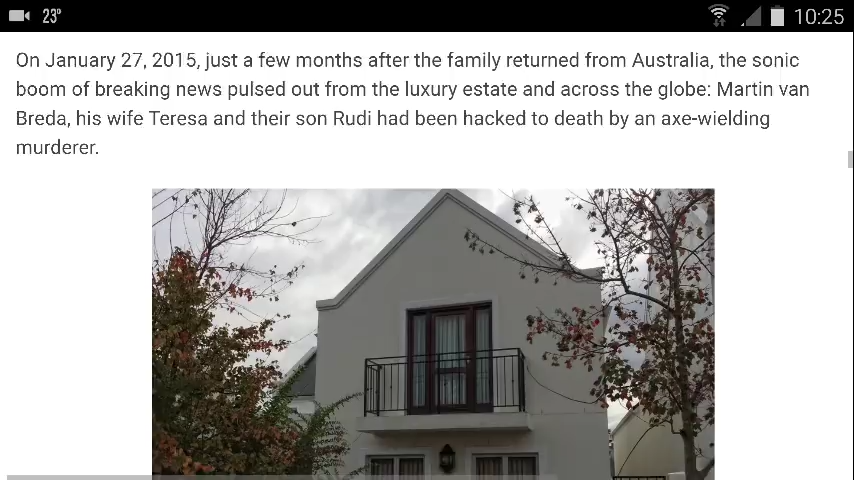 23°
10:25
On January 27, 2015, just a few months after the family returned from Australia, the sonic
boom of breaking news pulsed out from the luxury estate and across the globe: Martin van
Breda, his wife Teresa and their son Rudi had been hacked to death by an axe-wielding
murderer.